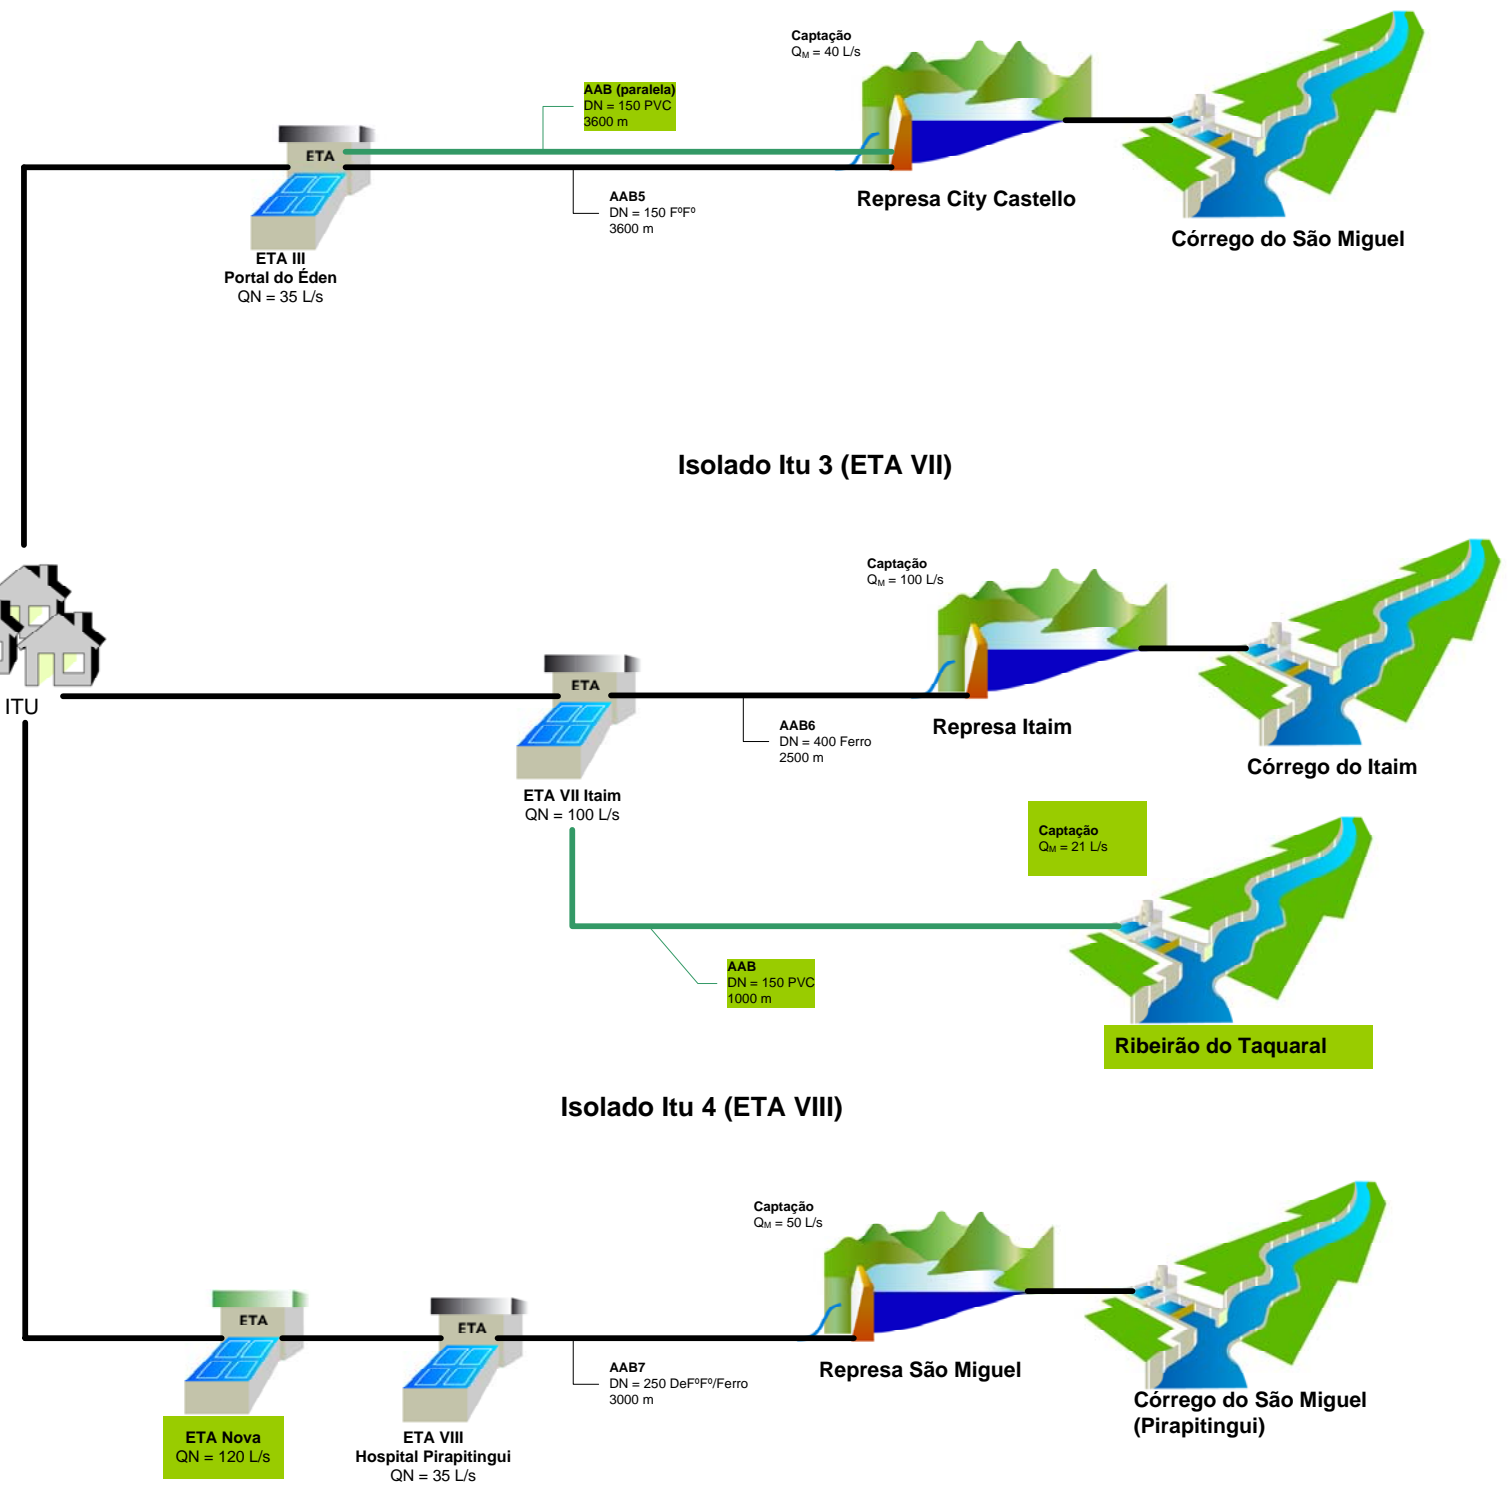 Captação
QM = 40 L/s
AAB (paralela)
DN = 150 PVC
3600 m
ETA
AAB5
DN = 150 FºFº
3600 m
Represa City Castello
Córrego do São Miguel
ETA III
Portal do Éden
QN = 35 L/s
Isolado Itu 3 (ETA VII)
Captação
QM = 100 L/s
ETA
ITU
AAB6
DN = 400 Ferro
2500 m
Represa Itaim
Córrego do Itaim
ETA VII Itaim
QN = 100 L/s
Captação
QM = 21 L/s
AAB
DN = 150 PVC
1000 m
Ribeirão do Taquaral
Isolado Itu 4 (ETA VIII)
Captação
QM = 50 L/s
ETA
ETA
AAB7
DN = 250 DeFºFº/Ferro
3000 m
Represa São Miguel
Córrego do São Miguel
(Pirapitingui)
ETA Nova
QN = 120 L/s
ETA VIII
Hospital Pirapitingui
QN = 35 L/s